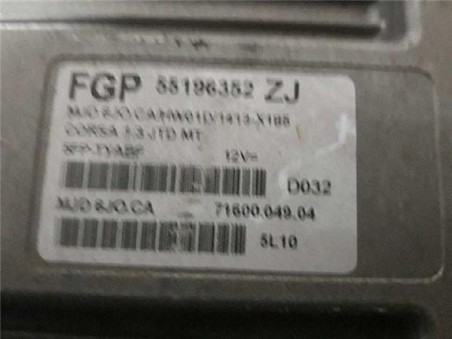 FGP 55196352 ZJ
MJD 6JO.CA/HW01D/1413-X185
CORSA 1.3 JTD MT
12V=
D032
MJD 6JO.CA 71600.049.04
5L10